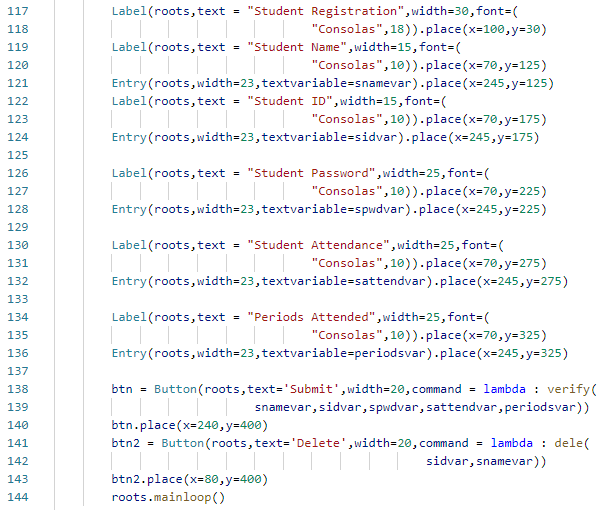 117 Label(roots,text = "Student Registration",width=30,font=(
118 "Consolas",18)).place(x=100,y=30)
119 Label(roots,text = "Student Name",width=15,font=(
120 "Consolas",10)).place(x=70,y=125)
121 Entry(roots,width=23,textvariable=snamevar).place(x=245,y=125)
122 Label(roots,text = "Student ID",width=15,font=(
123 "Consolas",10)).place(x=70,y=175)
124 Entry(roots,width=23,textvariable=sidvar).place(x=245,y=175)
125
126 Label(roots,text = "Student Password",width=25,font=(
127 "Consolas",10)).place(x=70,y=225)
128 Entry(roots,width=23,textvariable=spwdvar).place(x=245,y=225)
129
130 Label(roots,text = "Student Attendance",width=25,font=(
131 "Consolas",10)).place(x=70,y=275)
132 Entry(roots,width=23,textvariable=sattendvar).place(x=245,y=275)
133
134 Label(roots,text = "Periods Attended",width=25,font=(
135 "Consolas",10)).place(x=70,y=325)
136 Entry(roots,width=23,textvariable=periodsvar).place(x=245,y=325)
137
138 btn = Button(roots,text='Submit',width=20,command = lambda : verify(
139 snamevar,sidvar,spwdvar,sattendvar,periodsvar))
140 btn.place(x=240,y=400)
141 btn2 = Button(roots,text='Delete',width=20,command = lambda : dele(
142 sidvar,snamevar))
143 btn2.place(x=80,y=400)
144 roots.mainloop()